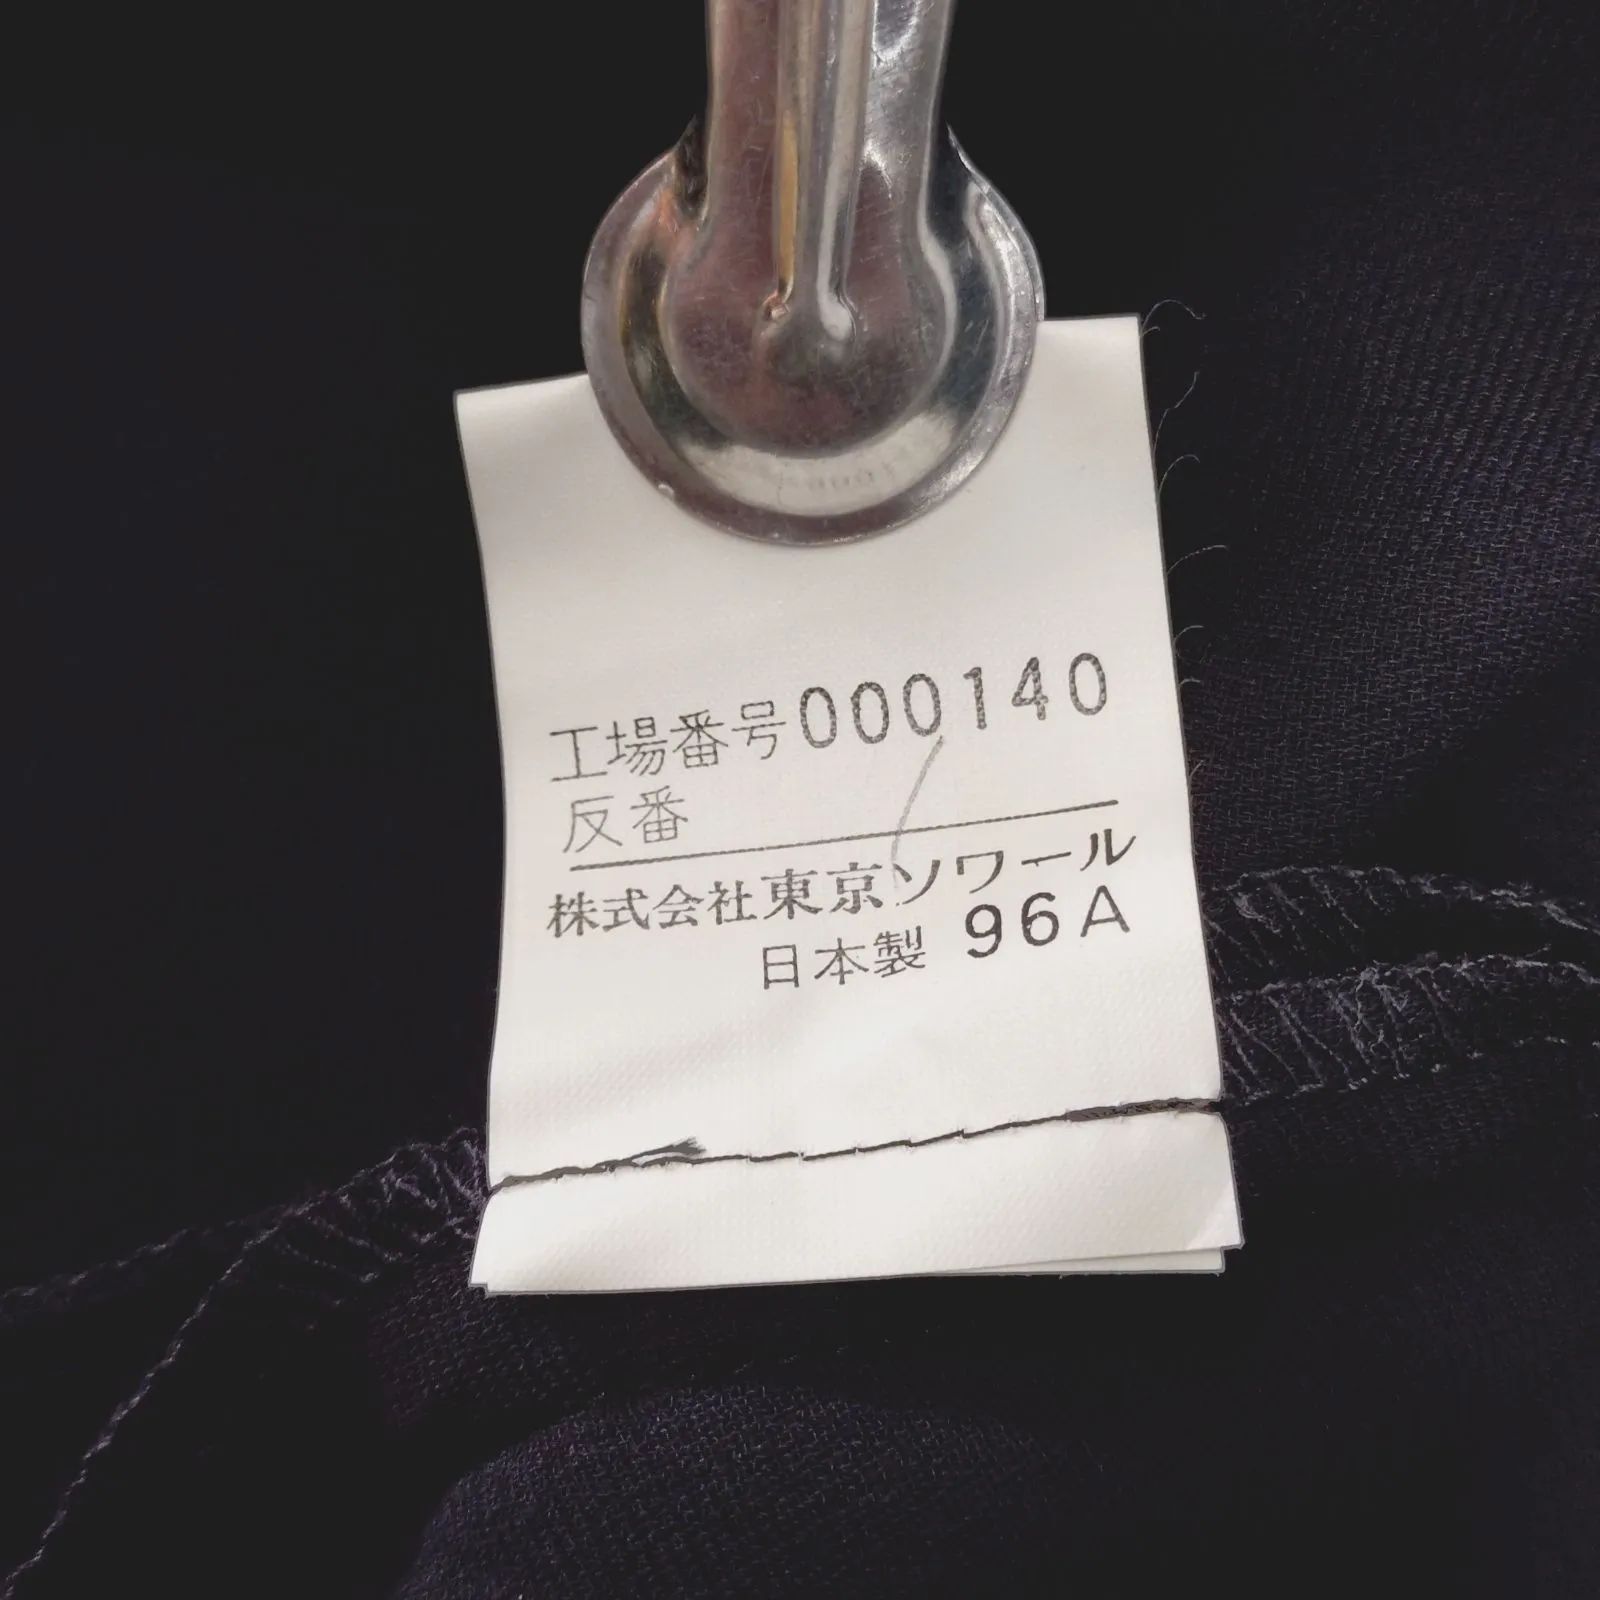 工場番号000140
反番
株式会社東京ソワール
日本製 96A